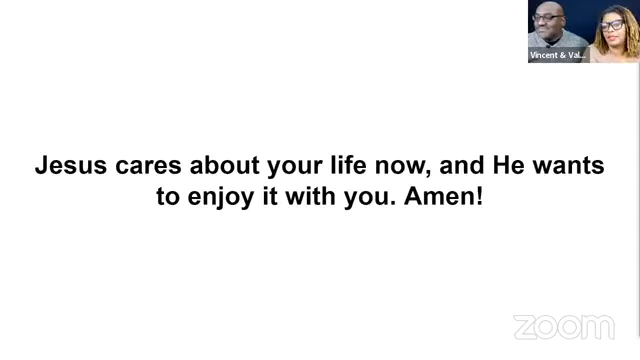 Vincent & Val...
Jesus cares about your life now, and He wants
to enjoy it with you. Amen!
zoom